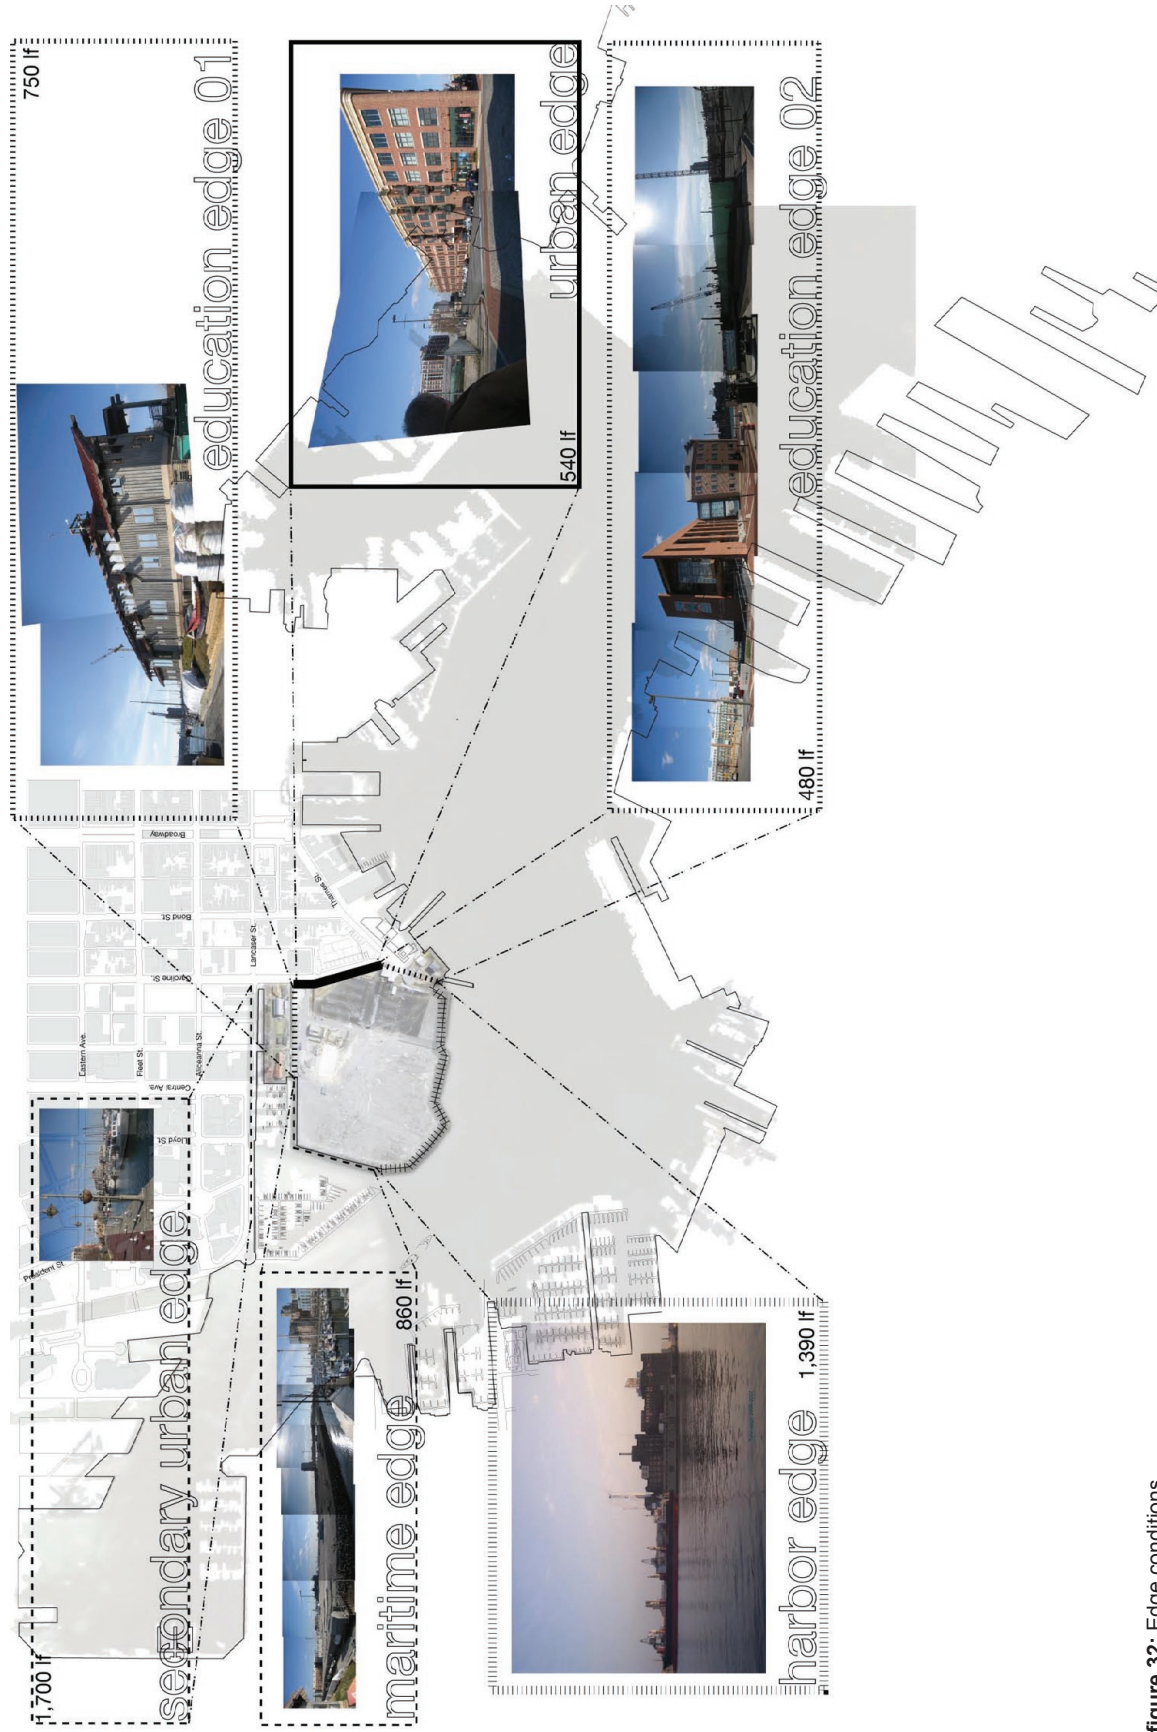 1,700 lf
secondary urban edge
860 lf
maritime edge
1,390 lf
harbor edge
750 lf
education edge 01
540 lf
urban edge
480 lf
education edge 02
President St.
Lloyd St.
Central Ave.
Caroline St.
Bond St.
Broadway
Eastern Ave.
Fleet St.
Aliceanna St.
Lancaser St.
Thames St.
figure 32: Edge conditions